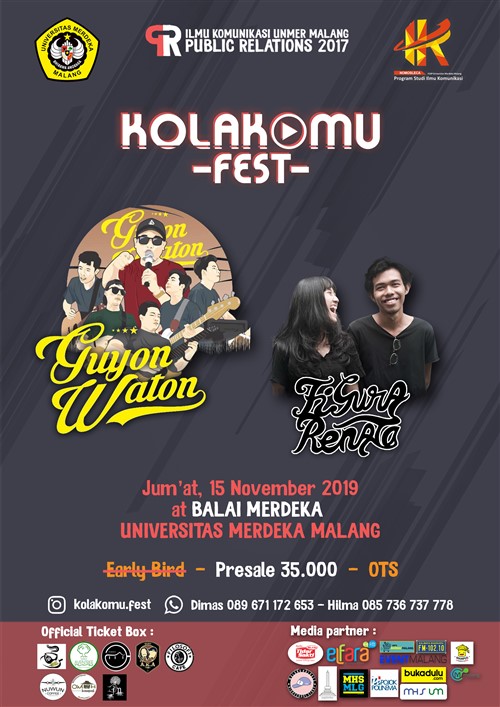 UNIVERSITAS MERDEKA
MALANG
PR
ILMU KOMUNIKASI UNMER MALANG
PUBLIC RELATIONS 2017
Program Studi Ilmu Komunikasi
KOLAKOMU
-FEST-
Guyon
Waton
Guyon
Waton
Figura
Renata
Jum'at, 15 November 2019
at BALAI MERDEKA
UNIVERSITAS MERDEKA MALANG
Early Bird - Presale 35.000 - OTS
kolakomu.fest
Dimas 089 671 172 653 - Hilma 085 736 737 778
Official Ticket Box :
Media partner :
elfara
FM-102.10
MALANG
NUWUN
MHS
MLG
bukadulu
.com
mhs um